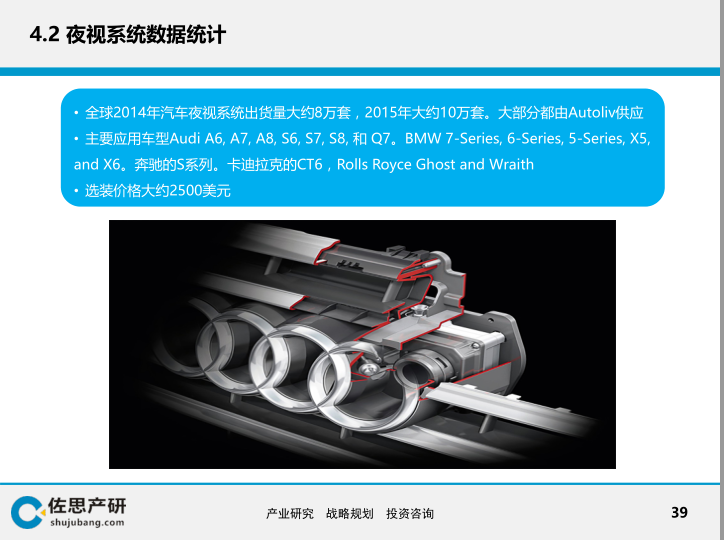 4.2 夜视系统数据统计
• 全球2014年汽车夜视系统出货量大约8万套，2015年大约10万套。大部分都由Autoliv供应
• 主要应用车型Audi A6, A7, A8, S6, S7, S8, 和 Q7。BMW 7-Series, 6-Series, 5-Series, X5,
and X6。奔驰的S系列。卡迪拉克的CT6，Rolls Royce Ghost and Wraith
• 选装价格大约2500美元
佐思产研
shujubang.com
产业研究 战略规划 投资咨询
39